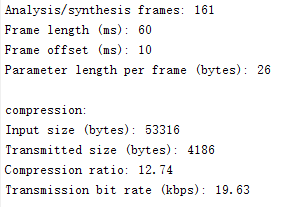 Analysis/synthesis frames: 161
Frame length (ms): 60
Frame offset (ms): 10
Parameter length per frame (bytes): 26

compression:
Input size (bytes): 53316
Transmitted size (bytes): 4186
Compression ratio: 12.74
Transmission bit rate (kbps): 19.63